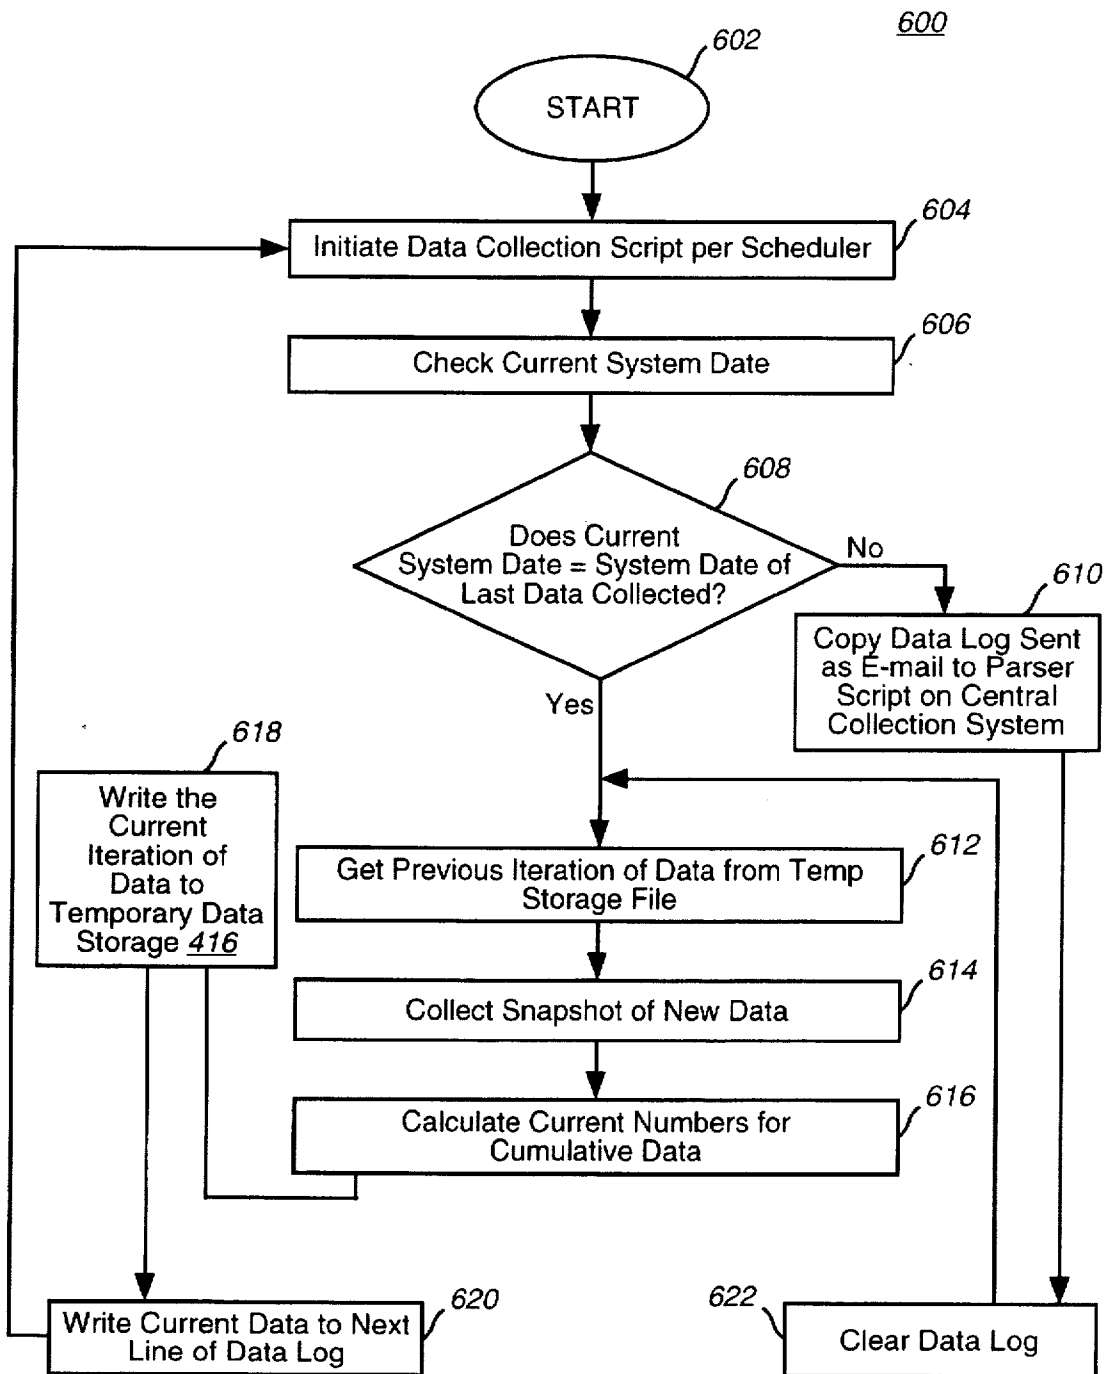 600
602
START
604
Initiate Data Collection Script per Scheduler
606
Check Current System Date
608
Does Current
System Date = System Date of
Last Data Collected?
No
610
Copy Data Log Sent
as E-mail to Parser
Script on Central
Collection System
Yes
618
Write the
Current
Iteration of
Data to
Temporary Data
Storage 416
612
Get Previous Iteration of Data from Temp
Storage File
614
Collect Snapshot of New Data
616
Calculate Current Numbers for
Cumulative Data
620
Write Current Data to Next
Line of Data Log
622
Clear Data Log